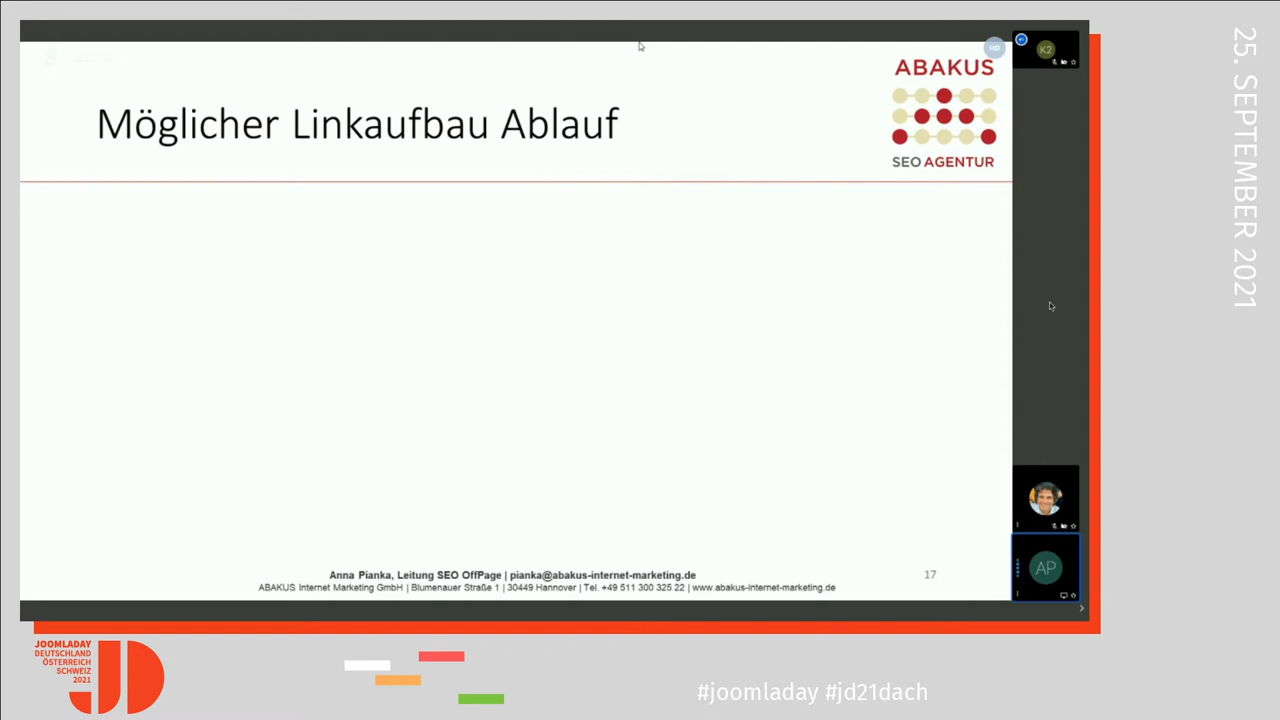 25. SEPTEMBER 2021
HD
K2
ABAKUS
Möglicher Linkaufbau Ablauf
SEO AGENTUR
AP
Anna Pianka, Leitung SEO OffPage | pianka@abakus-internet-marketing.de
17
ABAKUS Internet Marketing GmbH | Blumenauer Straße 1 | 30449 Hannover | Tel. +49 511 300 325 22 | www.abakus-internet-marketing.de
JOOMLADAY
DEUTSCHLAND
ÖSTERREICH
SCHWEIZ
2021
JD
#joomladay #jd21dach